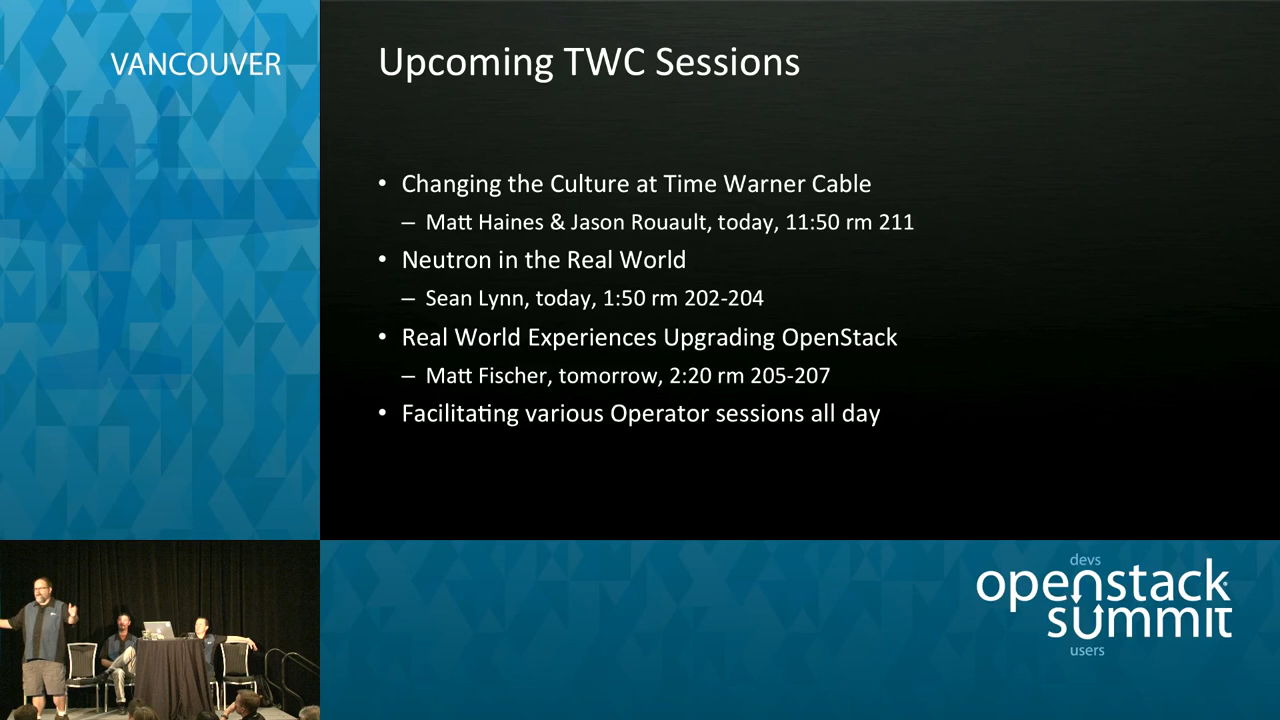 VANCOUVER
Upcoming TWC Sessions
• Changing the Culture at Time Warner Cable
– Matt Haines & Jason Rouault, today, 11:50 rm 211
• Neutron in the Real World
– Sean Lynn, today, 1:50 rm 202-204
• Real World Experiences Upgrading OpenStack
– Matt Fischer, tomorrow, 2:20 rm 205-207
• Facilitating various Operator sessions all day
devs
openstack
summit
users